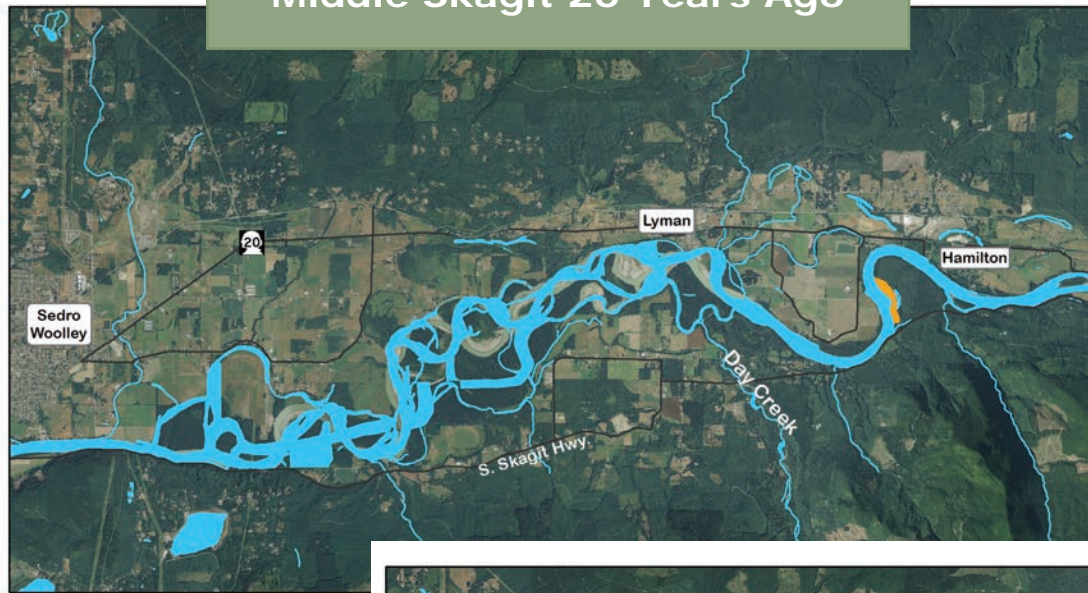 Middle Skagit 20 Years Ago
Lyman
20
Hamilton
Sedro
Woolley
Day Creek
S. Skagit Hwy.